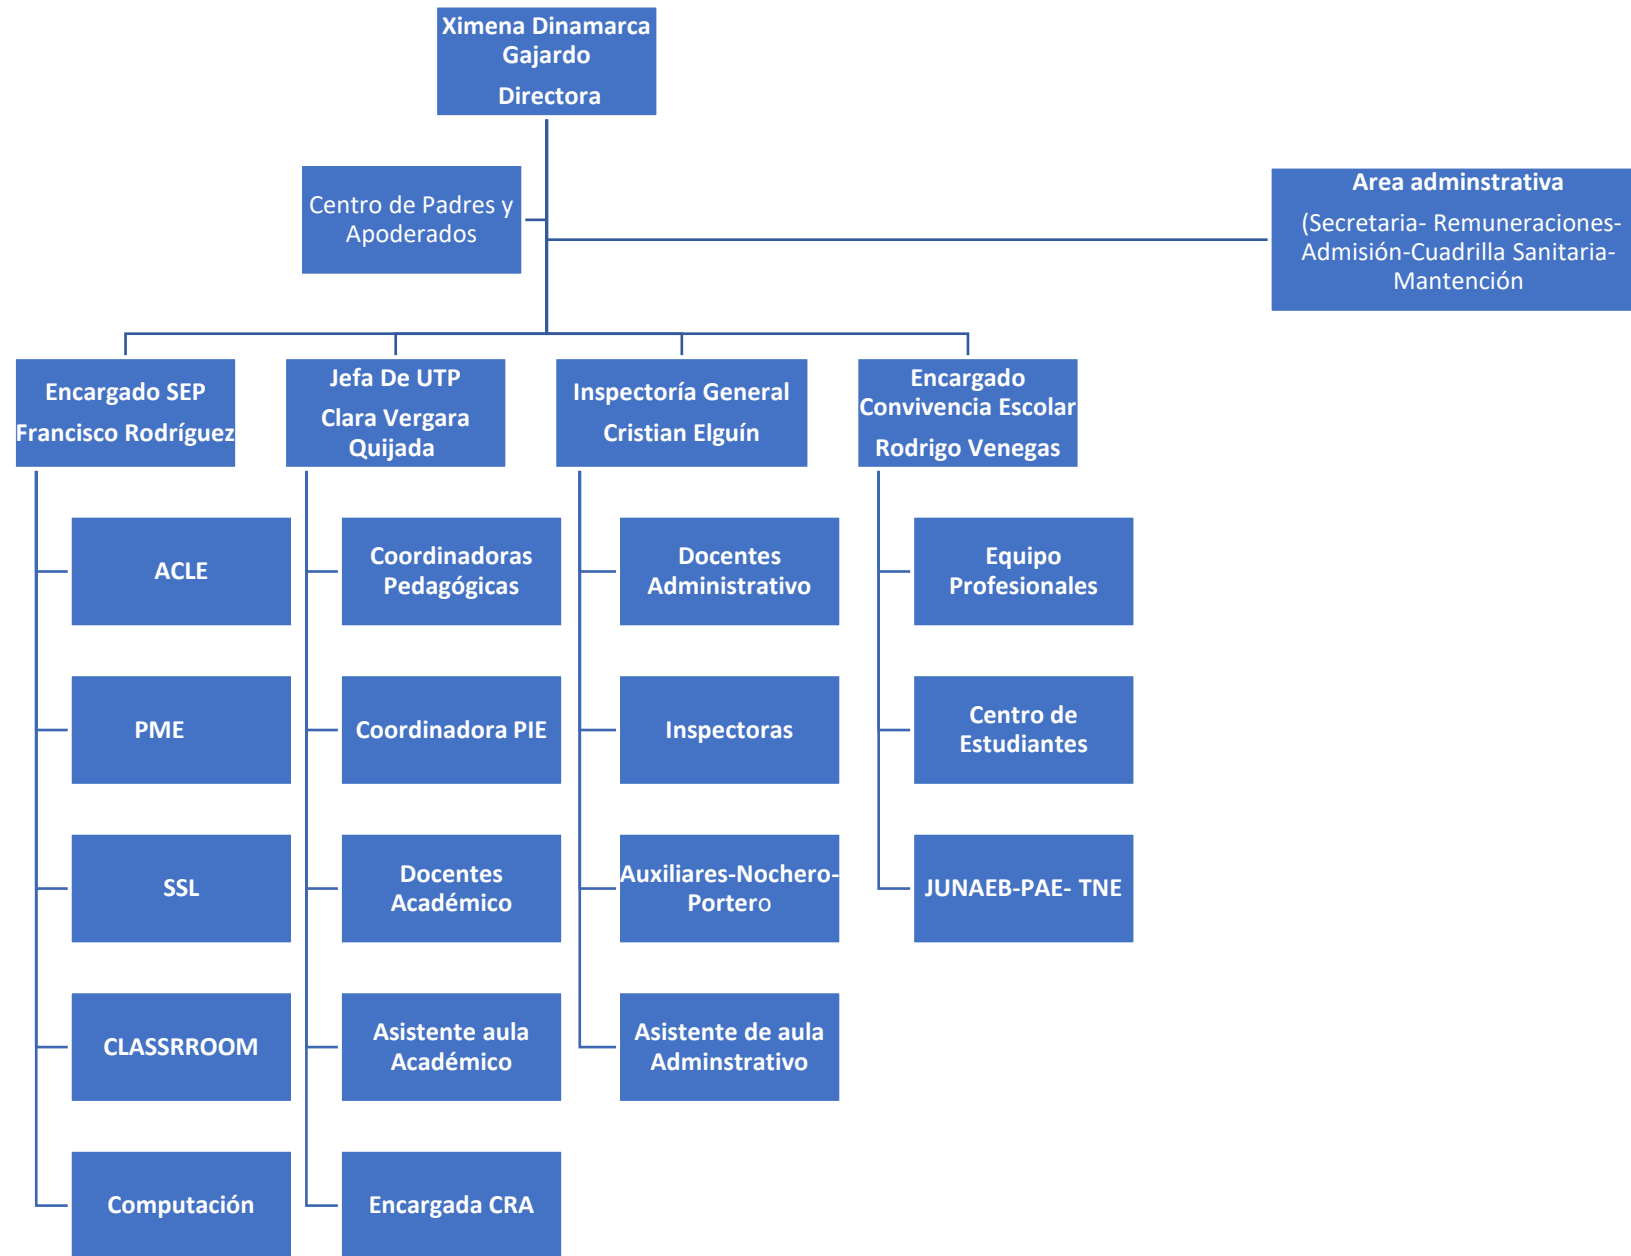 Ximena Dinamarca
Gajardo
Directora
Centro de Padres y
Apoderados
Area adminstrativa
(Secretaria- Remuneraciones-
Admisión-Cuadrilla Sanitaria-
Mantención
Encargado SEP
Francisco Rodríguez
Jefa De UTP
Clara Vergara
Quijada
Inspectoría General
Cristian Elguín
Encargado
Convivencia Escolar
Rodrigo Venegas
ACLE
PME
SSL
CLASSRROOM
Computación
Coordinadoras
Pedagógicas
Coordinadora PIE
Docentes
Académico
Asistente aula
Académico
Encargada CRA
Docentes
Administrativo
Inspectoras
Auxiliares-Nochero-
Portero
Asistente de aula
Adminstrativo
Equipo
Profesionales
Centro de
Estudiantes
JUNAEB-PAE- TNE